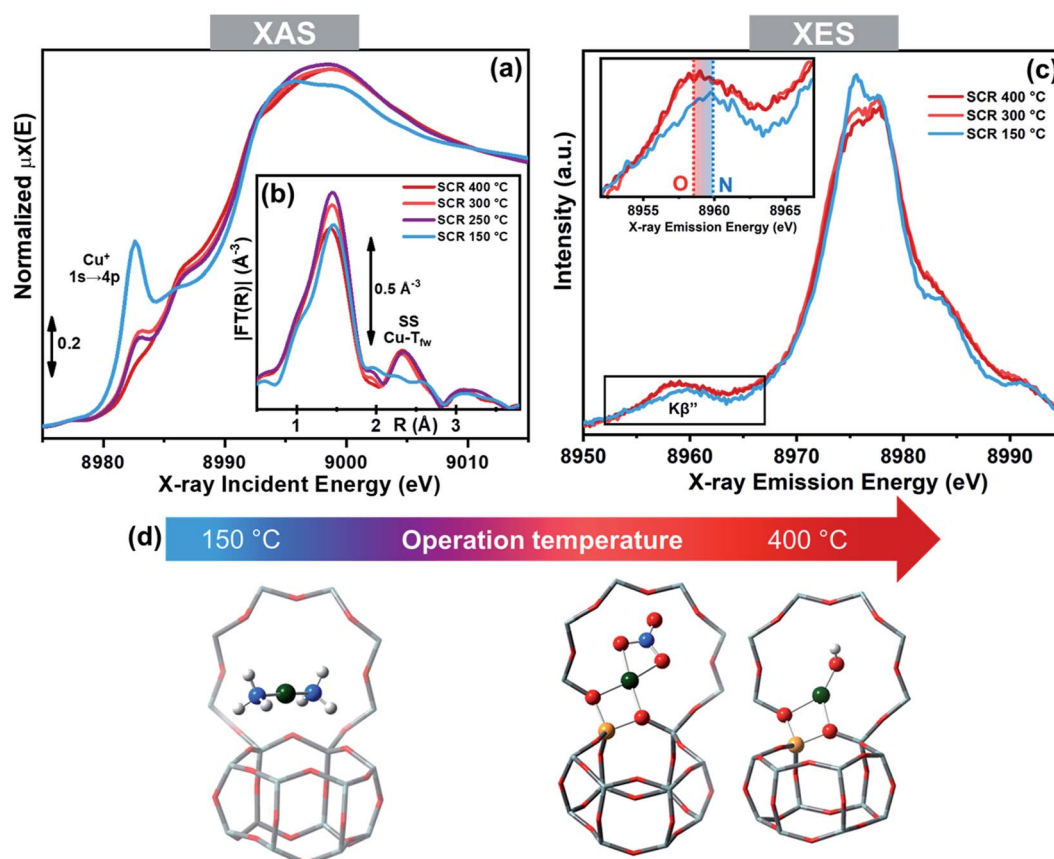 XAS
XES
(a)
Normalized μx(E)
Cu⁺
1s→4p
0.2
8980
8990
9000
9010
X-ray Incident Energy (eV)
(b)
SCR 400 °C
SCR 300 °C
SCR 250 °C
SCR 150 °C
|FT(R)| (Å⁻³)
0.5 Å⁻³
SS
Cu-T_fw
1
2
3
R (Å)
(c)
SCR 400 °C
SCR 300 °C
SCR 150 °C
Intensity (a.u.)
O
N
8955
8960
8965
X-ray Emission Energy (eV)
Kβ”
8950
8960
8970
8980
8990
X-ray Emission Energy (eV)
(d)
150 °C
Operation temperature
400 °C